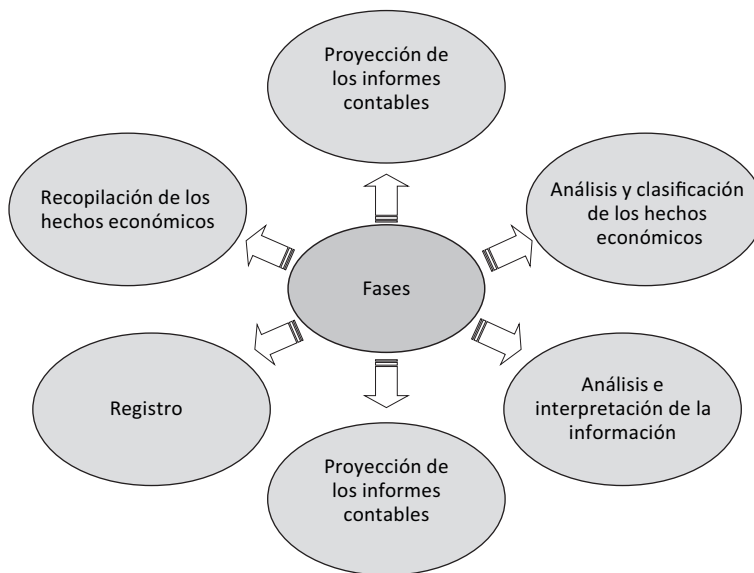 Proyección de
los informes
contables
Recopilación de los
hechos económicos
Análisis y clasificación
de los hechos
económicos
Fases
Registro
Análisis e
interpretación de la
información
Proyección de
los informes
contables